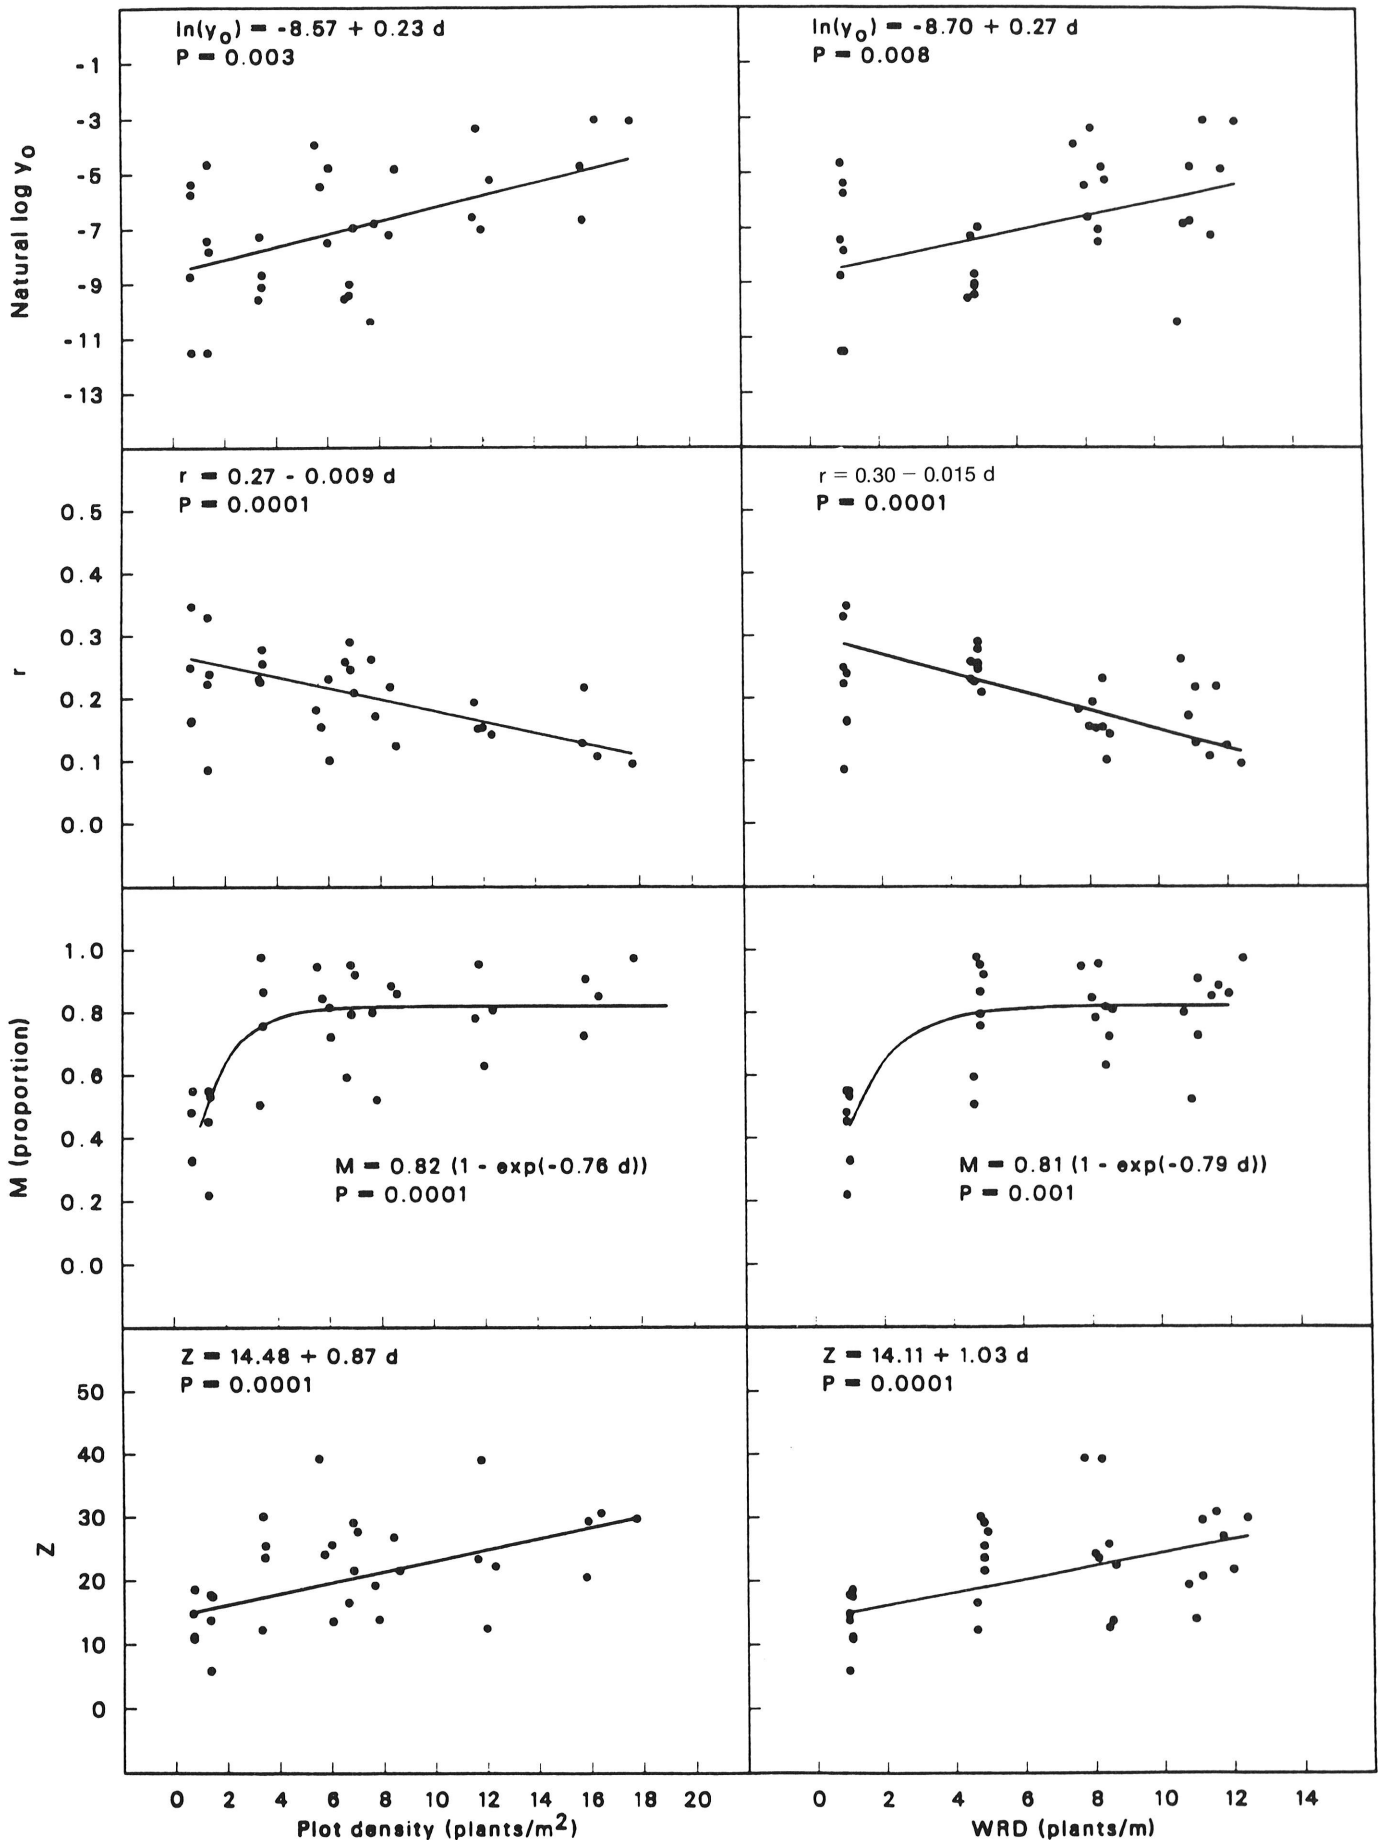 ln(y0) = -8.57 + 0.23 d
P = 0.003
ln(y0) = -8.70 + 0.27 d
P = 0.008
Natural log y0
-1
-3
-5
-7
-9
-11
-13
r = 0.27 - 0.009 d
P = 0.0001
r = 0.30 − 0.015 d
P = 0.0001
r
0.5
0.4
0.3
0.2
0.1
0.0
M (proportion)
1.0
0.8
0.6
0.4
0.2
0.0
M = 0.82 (1 - exp(-0.76 d))
P = 0.0001
M = 0.81 (1 - exp(-0.79 d))
P = 0.001
Z = 14.48 + 0.87 d
P = 0.0001
Z = 14.11 + 1.03 d
P = 0.0001
Z
50
40
30
20
10
0
0 2 4 6 8 10 12 14 16 18 20
Plot density (plants/m2)
0 2 4 6 8 10 12 14
WRD (plants/m)